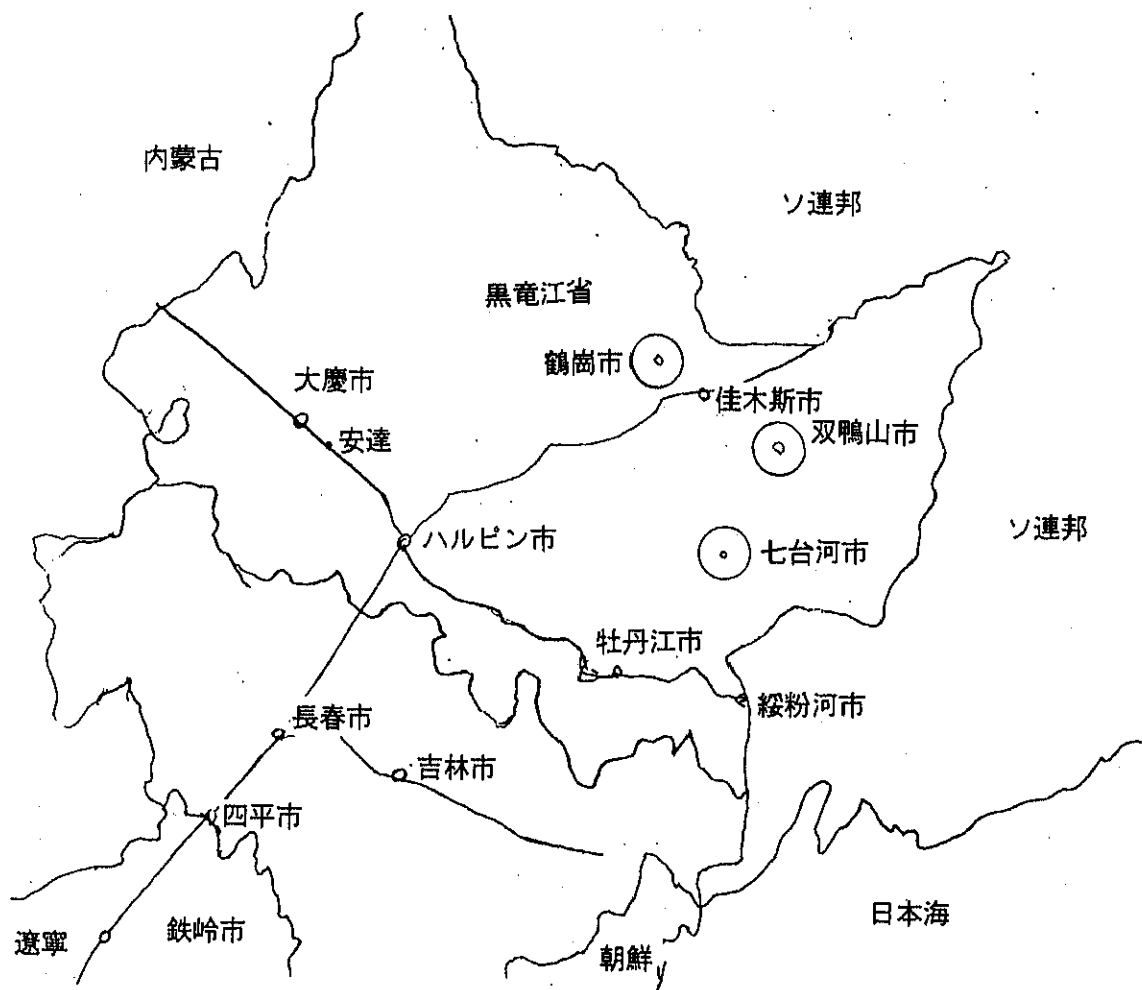 内蒙古
ソ連邦
黒竜江省
鶴崗市
大慶市
佳木斯市
安達
双鴨山市
ハルピン市
ソ連邦
七台河市
牡丹江市
綏粉河市
長春市
吉林市
四平市
日本海
遼寧
鉄岭市
朝鮮